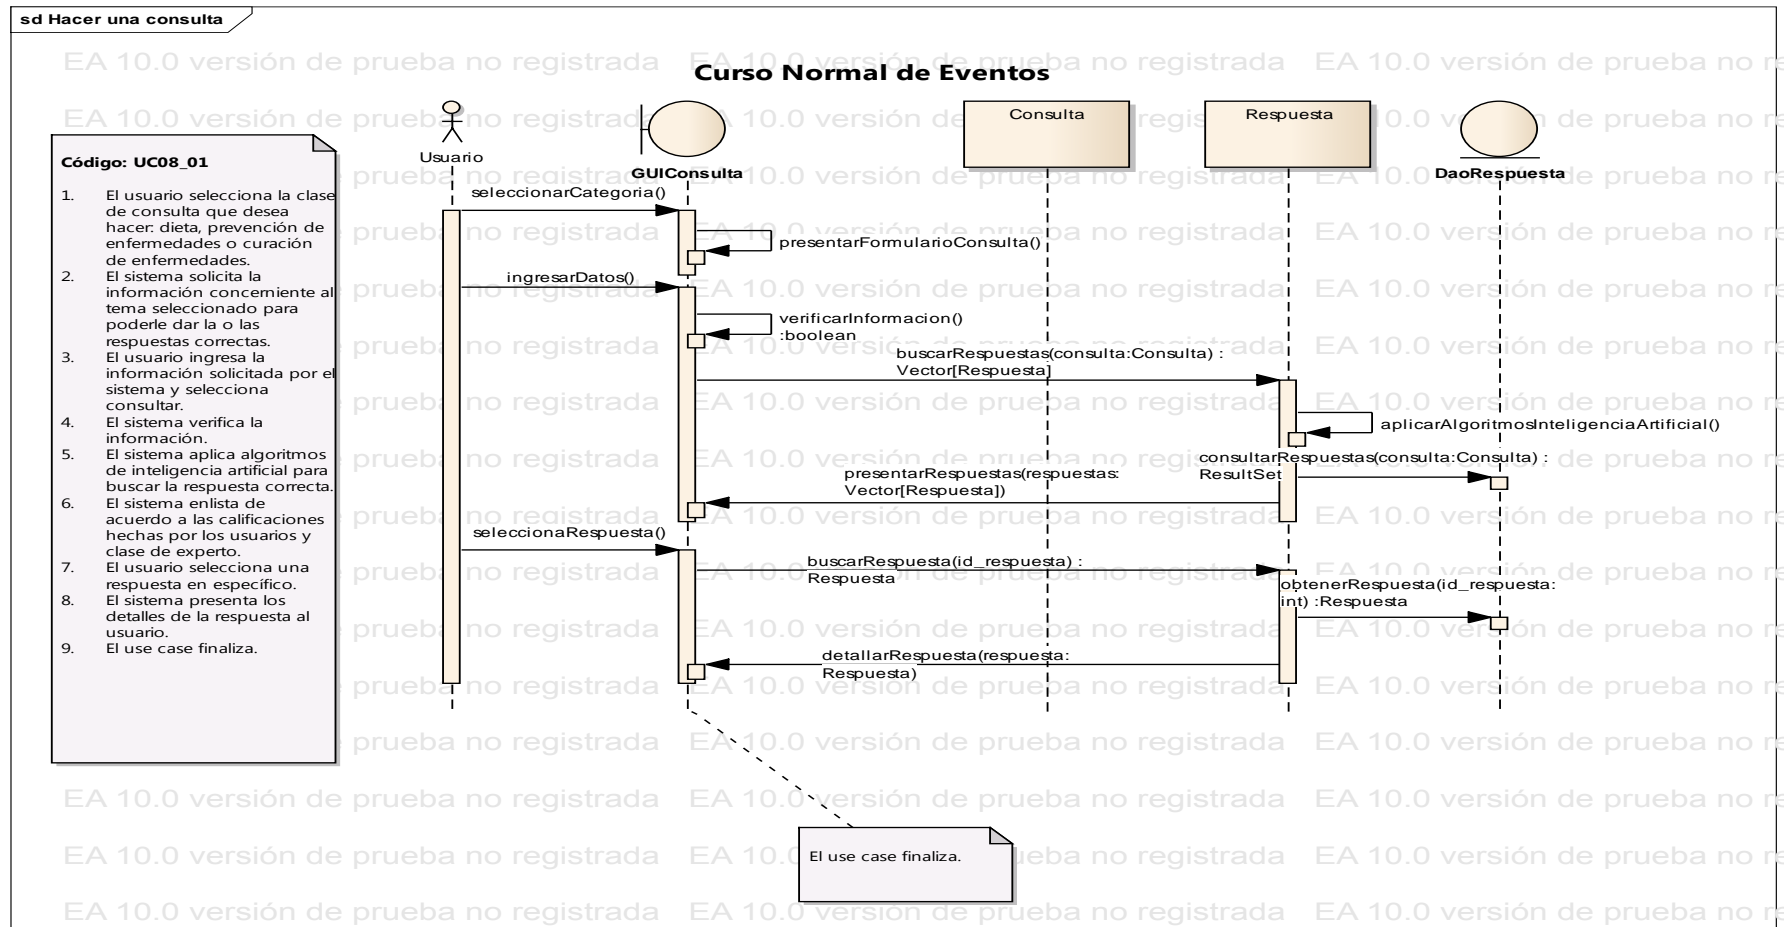 sd Hacer una consulta
EA 10.0 versión de prueba no registrada
Curso Normal de Eventos
Código: UC08_01
1. El usuario selecciona la clase
de consulta que desea
hacer: dieta, prevención de
enfermedades o curación
de enfermedades.
2. El sistema solicita la
información concerniente al
tema seleccionado para
poderle dar la o las
respuestas correctas.
3. El usuario ingresa la
información solicitada por el
sistema y selecciona
consultar.
4. El sistema verifica la
información.
5. El sistema aplica algoritmos
de inteligencia artificial para
buscar la respuesta correcta.
6. El sistema enlista de
acuerdo a las calificaciones
hechas por los usuarios y
clase de experto.
7. El usuario selecciona una
respuesta en específico.
8. El sistema presenta los
detalles de la respuesta al
usuario.
9. El use case finaliza.
Usuario
GUIConsulta
Consulta
Respuesta
DaoRespuesta
seleccionarCategoria()
presentarFormularioConsulta()
ingresarDatos()
verificarInformacion()
:boolean
buscarRespuestas(consulta:Consulta) :
Vector[Respuesta]
aplicarAlgoritmosInteligenciaArtificial()
consultarRespuestas(consulta:Consulta) :
ResultSet
presentarRespuestas(respuestas:
Vector[Respuesta])
seleccionaRespuesta()
buscarRespuesta(id_respuesta) :
Respuesta
obtenerRespuesta(id_respuesta:
int) :Respuesta
detallarRespuesta(respuesta:
Respuesta)
El use case finaliza.